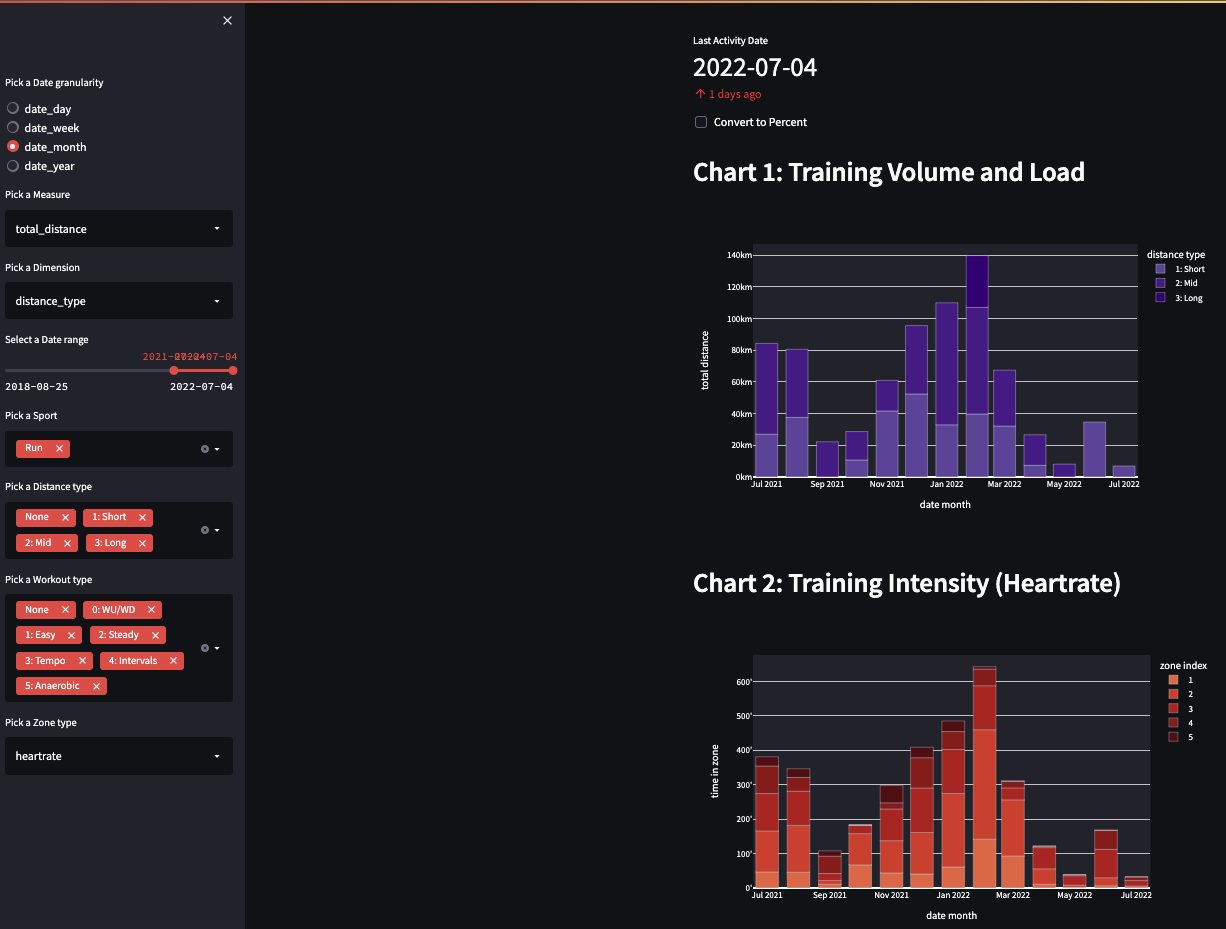 Pick a Date granularity
date_day
date_week
date_month
date_year
Pick a Measure
total_distance
Pick a Dimension
distance_type
Select a Date range
2022-07-04
2018-08-25 2022-07-04
Pick a Sport
Run
Pick a Distance type
None 1: Short
2: Mid 3: Long
Pick a Workout type
None 0: WU/WD
1: Easy 2: Steady
3: Tempo 4: Intervals
5: Anaerobic
Pick a Zone type
heartrate
Last Activity Date
2022-07-04
↑ 1 days ago
Convert to Percent
Chart 1: Training Volume and Load
distance type
1: Short
2: Mid
3: Long
total distance
140km
120km
100km
80km
60km
40km
20km
0km
Jul 2021 Sep 2021 Nov 2021 Jan 2022 Mar 2022 May 2022 Jul 2022
date month
Chart 2: Training Intensity (Heartrate)
zone index
1
2
3
4
5
time in zone
600'
500'
400'
300'
200'
100'
0'
Jul 2021 Sep 2021 Nov 2021 Jan 2022 Mar 2022 May 2022 Jul 2022
date month